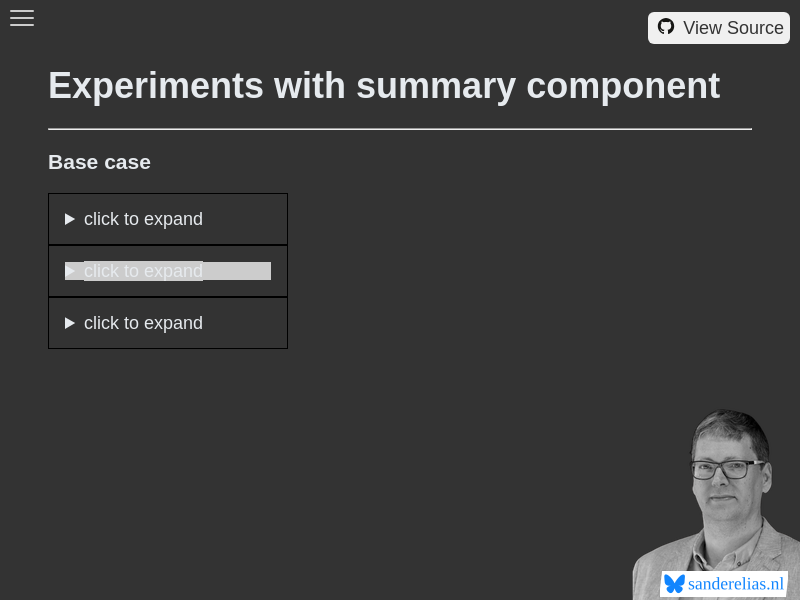 View Source
Experiments with summary component
Base case
click to expand
click to expand
click to expand
sanderelias.nl